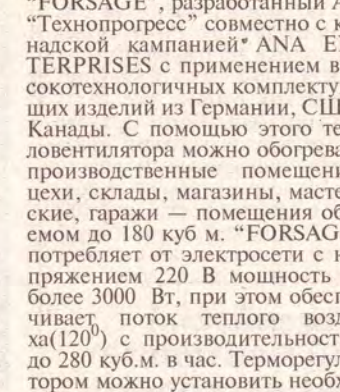 "FORSAGE", разработанный А
"Технопрогресс" совместно с к
надской кампанией ANA E
TERPRISES с применением в
сокотехнологичных комплекту
щих изделий из Германии, СШ
Канады. С помощью этого те
ловентилятора можно обогрева
производственные помещени
цехи, склады, магазины, масте
ские, гаражи — помещения об
емом до 180 куб м. "FORSAG
потребляет от электросети с н
пряжением 220 В мощность
более 3000 Вт, при этом обесп
чивает поток теплого возд
ха(120⁰) с производительност
до 280 куб.м. в час. Терморегул
тором можно установить необх